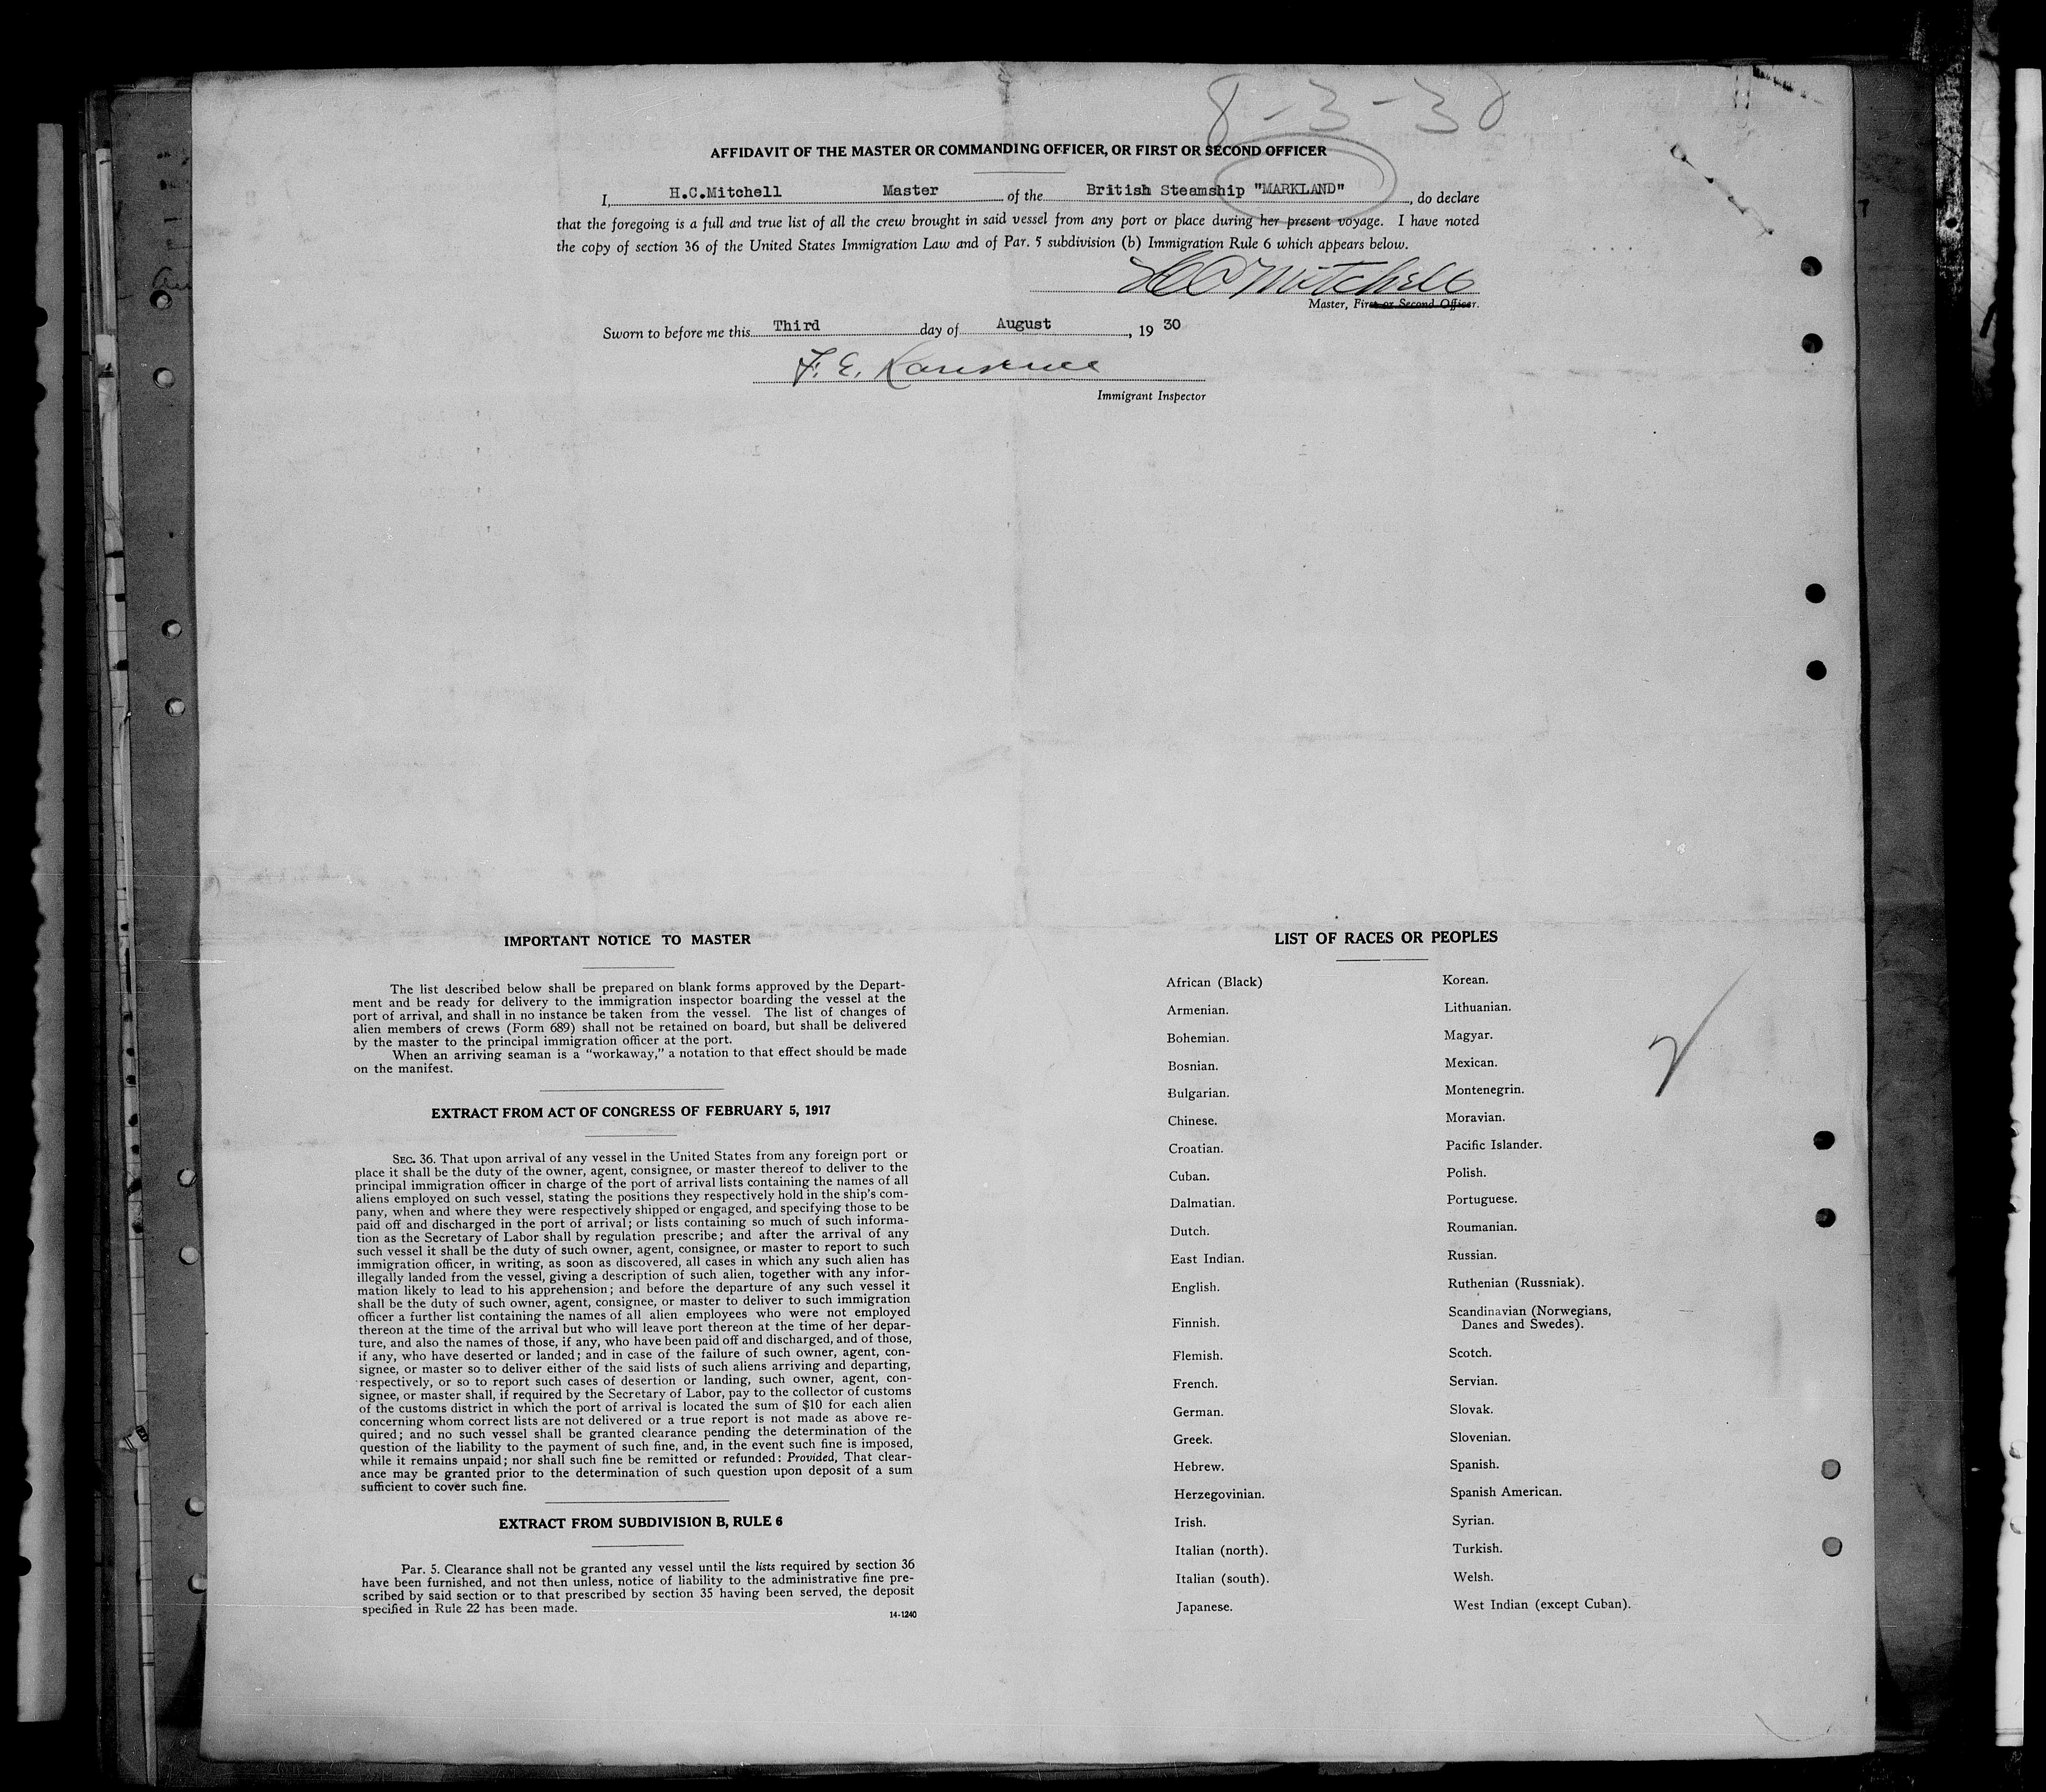 8-3-30
AFFIDAVIT OF THE MASTER OR COMMANDING OFFICER, OR FIRST OR SECOND OFFICER
I, H.C.Mitchell Master of the British Steamship "MARKLAND", do declare
that the foregoing is a full and true list of all the crew brought in said vessel from any port or place during her present voyage. I have noted
the copy of section 36 of the United States Immigration Law and of Par. 5 subdivision (b) Immigration Rule 6 which appears below.
H C Mitchell
Master, First or Second Officer.
Sworn to before me this Third day of August, 19 30
F. E.
Immigrant Inspector
IMPORTANT NOTICE TO MASTER
The list described below shall be prepared on blank forms approved by the Depart-
ment and be ready for delivery to the immigration inspector boarding the vessel at the
port of arrival, and shall in no instance be taken from the vessel. The list of changes of
alien members of crews (Form 689) shall not be retained on board, but shall be delivered
by the master to the principal immigration officer at the port.
When an arriving seaman is a "workaway," a notation to that effect should be made
on the manifest.
EXTRACT FROM ACT OF CONGRESS OF FEBRUARY 5, 1917
SEC. 36. That upon arrival of any vessel in the United States from any foreign port or
place it shall be the duty of the owner, agent, consignee, or master thereof to deliver to the
principal immigration officer in charge of the port of arrival lists containing the names of all
aliens employed on such vessel, stating the positions they respectively hold in the ship's com-
pany, when and where they were respectively shipped or engaged, and specifying those to be
paid off and discharged in the port of arrival; or lists containing so much of such informa-
tion as the Secretary of Labor shall by regulation prescribe; and after the arrival of any
such vessel it shall be the duty of such owner, agent, consignee, or master to report to such
immigration officer, in writing, as soon as discovered, all cases in which any such alien has
illegally landed from the vessel, giving a description of such alien, together with any infor-
mation likely to lead to his apprehension; and before the departure of any such vessel it
shall be the duty of such owner, agent, consignee, or master to deliver to such immigration
officer a further list containing the names of all alien employees who were not employed
thereon at the time of the arrival but who will leave port thereon at the time of her depar-
ture, and also the names of those, if any, who have been paid off and discharged, and of those,
if any, who have deserted or landed; and in case of the failure of such owner, agent, con-
signee, or master so to deliver either of the said lists of such aliens arriving and departing,
respectively, or so to report such cases of desertion or landing, such owner, agent, con-
signee, or master shall, if required by the Secretary of Labor, pay to the collector of customs
of the customs district in which the port of arrival is located the sum of $10 for each alien
concerning whom correct lists are not delivered or a true report is not made as above re-
quired; and no such vessel shall be granted clearance pending the determination of the
question of the liability to the payment of such fine, and, in the event such fine is imposed,
while it remains unpaid; nor shall such fine be remitted or refunded: Provided, That clear-
ance may be granted prior to the determination of such question upon deposit of a sum
sufficient to cover such fine.
EXTRACT FROM SUBDIVISION B, RULE 6
Par. 5. Clearance shall not be granted any vessel until the lists required by section 36
have been furnished, and not then unless, notice of liability to the administrative fine pre-
scribed by said section or to that prescribed by section 35 having been served, the deposit
specified in Rule 22 has been made.
14-1240
LIST OF RACES OR PEOPLES
African (Black)
Armenian.
Bohemian.
Bosnian.
Bulgarian.
Chinese.
Croatian.
Cuban.
Dalmatian.
Dutch.
East Indian.
English.
Finnish.
Flemish.
French.
German.
Greek.
Hebrew.
Herzegovinian.
Irish.
Italian (north).
Italian (south).
Japanese.
Korean.
Lithuanian.
Magyar.
Mexican.
Montenegrin.
Moravian.
Pacific Islander.
Polish.
Portuguese.
Roumanian.
Russian.
Ruthenian (Russniak).
Scandinavian (Norwegians,
Danes and Swedes).
Scotch.
Servian.
Slovak.
Slovenian.
Spanish.
Spanish American.
Syrian.
Turkish.
Welsh.
West Indian (except Cuban).